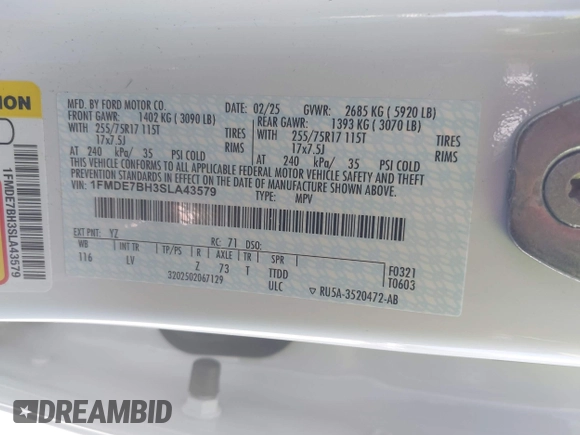 MFD. BY FORD MOTOR CO.
DATE: 02/25
GVWR: 2685 KG ( 5920 LB)
FRONT GAWR: 1402 KG ( 3090 LB)
REAR GAWR: 1393 KG ( 3070 LB)
WITH 255/75R17 115T TIRES
WITH 255/75R17 115T TIRES
17x7.5J RIMS
17x7.5J RIMS
AT 240 kPa/ 35 PSI COLD
AT 240 kPa/ 35 PSI COLD
THIS VEHICLE CONFORMS TO ALL APPLICABLE FEDERAL MOTOR VEHICLE SAFETY AND THEFT
PREVENTION STANDARDS IN EFFECT ON THE DATE OF MANUFACTURE SHOWN ABOVE.
VIN: 1FMDE7BH3SLA43579
TYPE: MPV
EXT PNT: YZ
RC: 71 DSO:
WB INT TR TP/PS R AXLE TR SPR
116 LV Z 73 T TTDD
3202502067129
ULC
F0321
T0603
▽ RU5A-3520472-AB
1FMDE7BH3SLA43579
DREAMBID